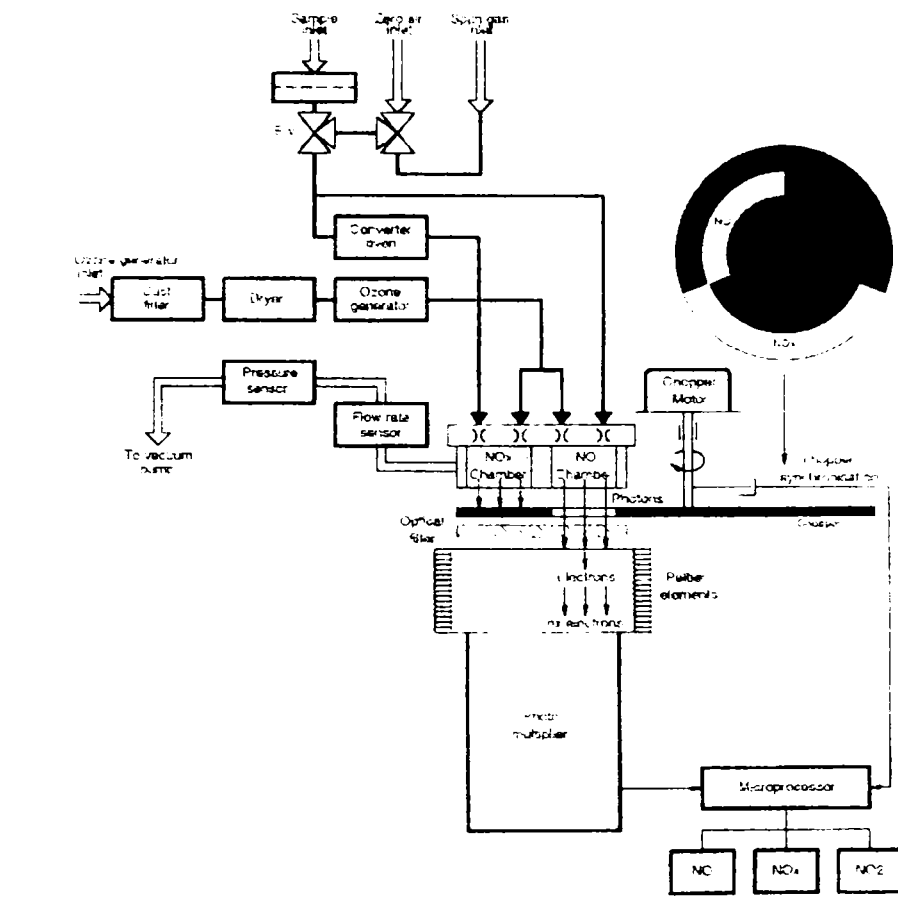 Sample
inlet
Zero air
inlet
Span gas
inlet
NO
Converter
oven
Ozone generator
inlet
Dust
filter
Dryer
Ozone
generator
NOx
Pressure
sensor
Chopper
Motor
Flow rate
sensor
To vacuum
pump
NOx
Chamber
NO
Chambe
Chopper
synchronization
Photons
Optical
filter
electrons
Peltier
elements
Photo
multiplier
Microprocessor
NO
NOx
NO2